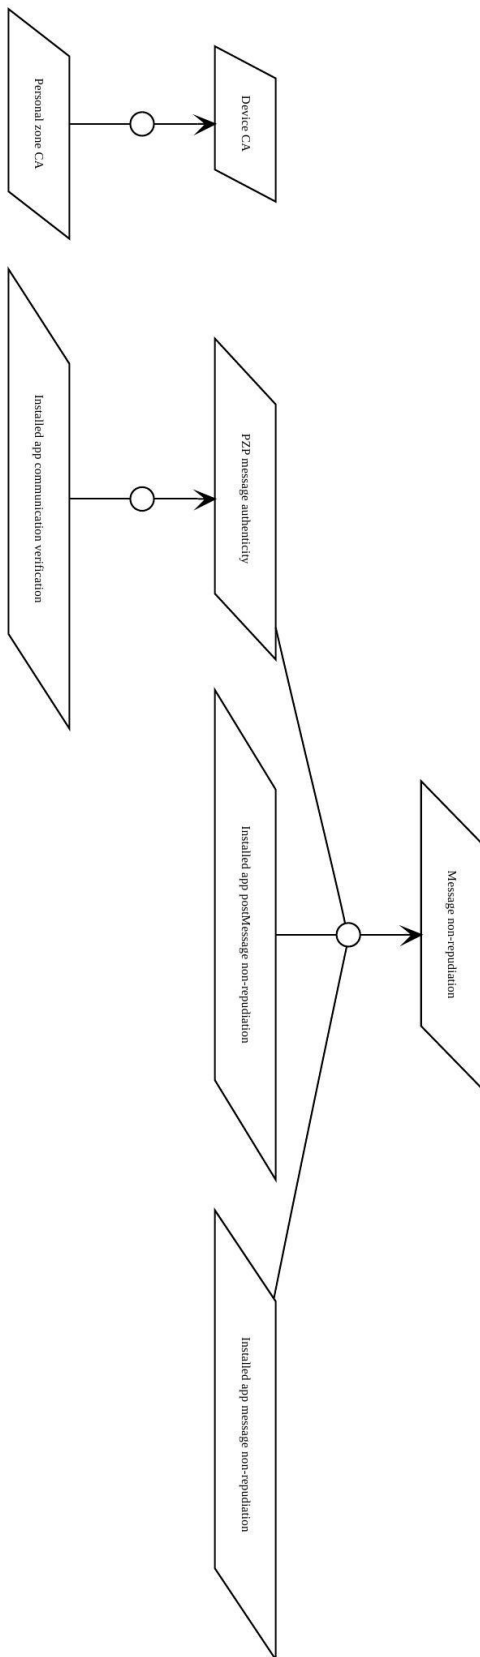 Message non-repudiation
Device CA
PZP message authenticity
Installed app postMessage non-repudiation
Installed app message non-repudiation
Personal zone CA
Installed app communication verification